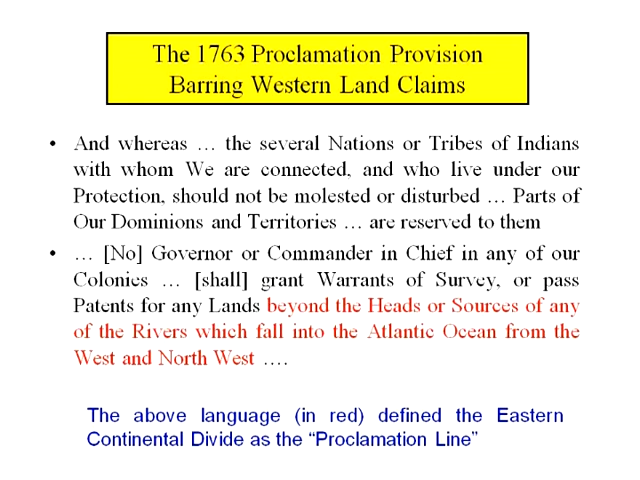 The 1763 Proclamation Provision
Barring Western Land Claims
• And whereas … the several Nations or Tribes of Indians
with whom We are connected, and who live under our
Protection, should not be molested or disturbed … Parts of
Our Dominions and Territories … are reserved to them
• … [No] Governor or Commander in Chief in any of our
Colonies … [shall] grant Warrants of Survey, or pass
Patents for any Lands beyond the Heads or Sources of any
of the Rivers which fall into the Atlantic Ocean from the
West and North West ….
The above language (in red) defined the Eastern
Continental Divide as the “Proclamation Line”